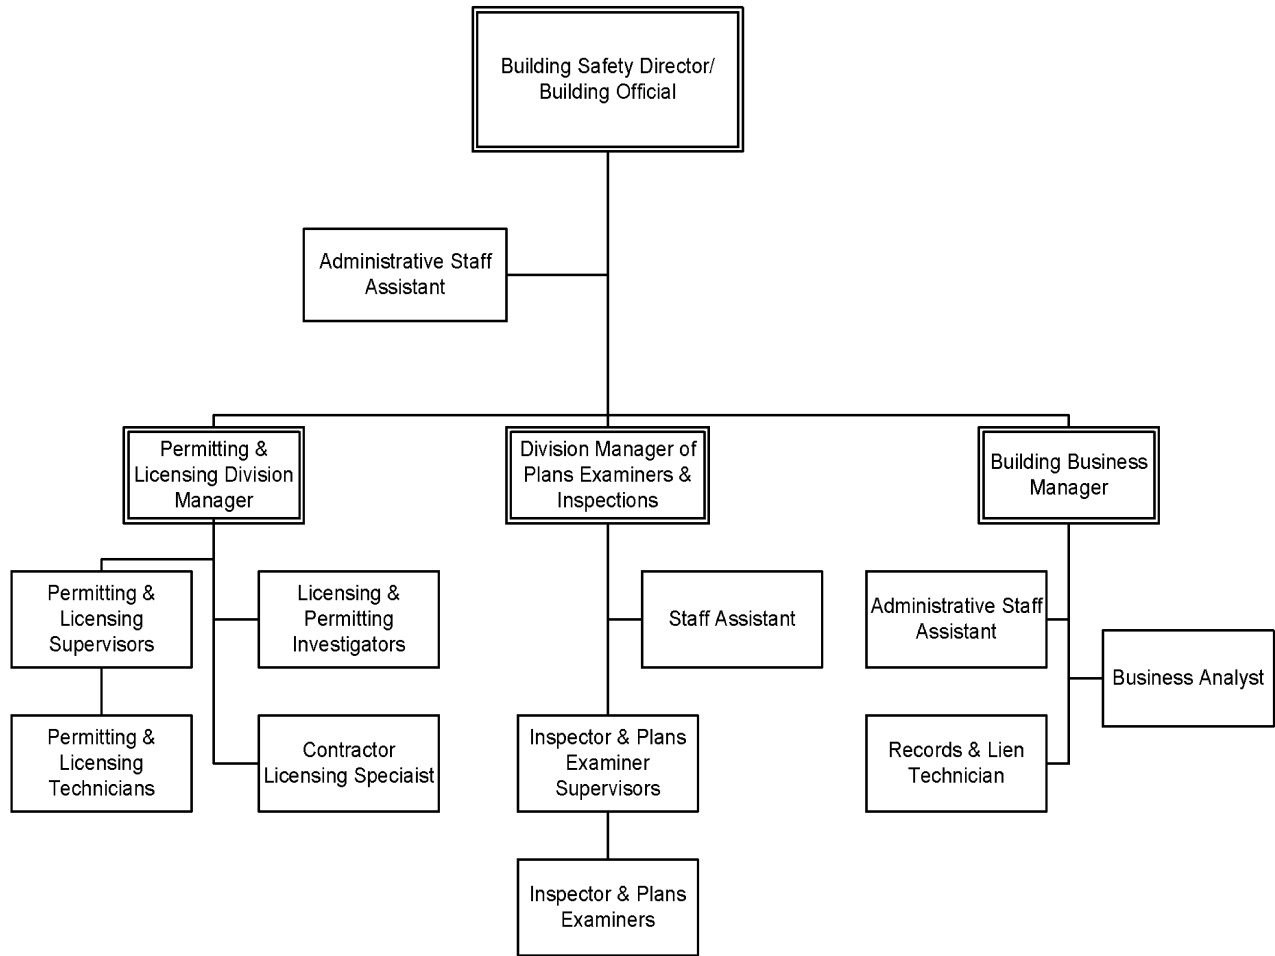 Building Safety Director/
Building Official
Administrative Staff
Assistant
Permitting &
Licensing Division
Manager
Division Manager of
Plans Examiners &
Inspections
Building Business
Manager
Permitting &
Licensing
Supervisors
Licensing &
Permitting
Investigators
Staff Assistant
Administrative Staff
Assistant
Business Analyst
Permitting &
Licensing
Technicians
Contractor
Licensing Speciaist
Inspector & Plans
Examiner
Supervisors
Records & Lien
Technician
Inspector & Plans
Examiners